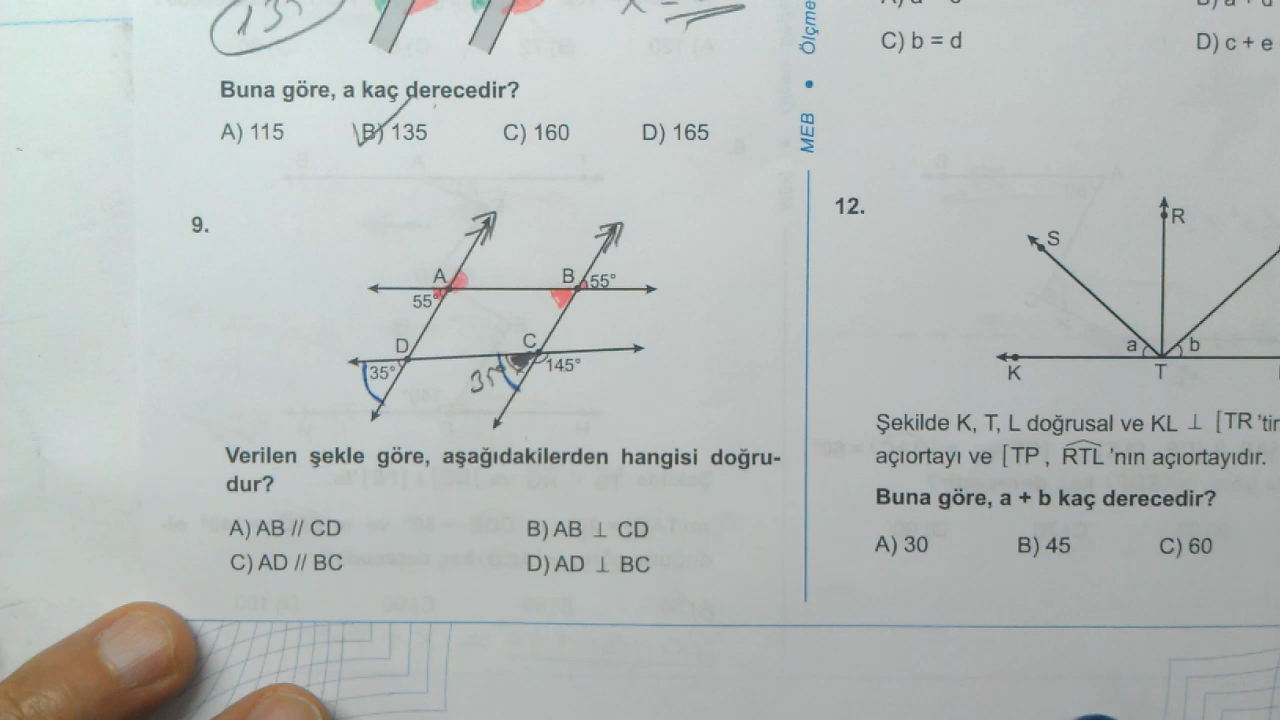 135
x =
Buna göre, a kaç derecedir?
A) 115 B) 135 C) 160 D) 165
9.
A B 55°
55°
D C
35° 35° 145°
Verilen şekle göre, aşağıdakilerden hangisi doğru-
dur?
A) AB // CD B) AB ⊥ CD
C) AD // BC D) AD ⊥ BC
MEB • Ölçme
C) b = d D) c + e
12.
R
S
a b
K T
Şekilde K, T, L doğrusal ve KL ⊥ [TR 'tir
açıortayı ve [TP , RTL 'nın açıortayıdır.
Buna göre, a + b kaç derecedir?
A) 30 B) 45 C) 60